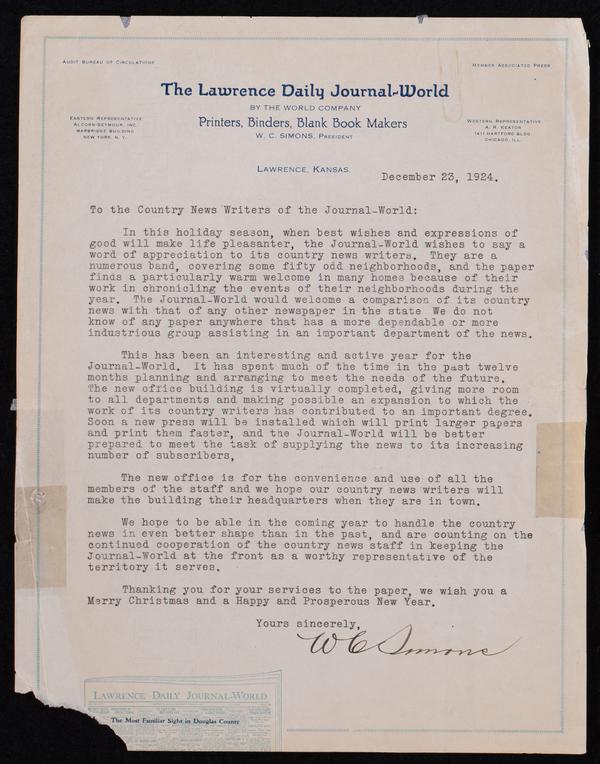 AUDIT BUREAU OF CIRCULATIONS
MEMBER ASSOCIATED PRESS
The Lawrence Daily Journal-World
BY THE WORLD COMPANY
Printers, Binders, Blank Book Makers
W. C. SIMONS, PRESIDENT
EASTERN REPRESENTATIVE
ALCORN-SEYMOUR, INC.
MARBRIDGE BUILDING
NEW YORK, N. Y.
WESTERN REPRESENTATIVE
A. R. KEATOR
1411 HARTFORD BLDG.
CHICAGO, ILL.
LAWRENCE, KANSAS.
December 23, 1924.
To the Country News Writers of the Journal-World:
In this holiday season, when best wishes and expressions of
good will make life pleasanter, the Journal-World wishes to say a
word of appreciation to its country news writers. They are a
numerous band, covering some fifty odd neighborhoods, and the paper
finds a particularly warm welcome in many homes because of their
work in chronicling the events of their neighborhoods during the
year. The Journal-World would welcome a comparison of its country
news with that of any other newspaper in the state We do not
know of any paper anywhere that has a more dependable or more
industrious group assisting in an important department of the news.
This has been an interesting and active year for the
Journal-World. It has spent much of the time in the past twelve
months planning and arranging to meet the needs of the future.
The new office building is virtually completed, giving more room
to all departments and making possible an expansion to which the
work of its country writers has contributed to an important degree.
Soon a new press will be installed which will print larger papers
and print them faster, and the Journal-World will be better
prepared to meet the task of supplying the news to its increasing
number of subscribers,
The new office is for the convenience and use of all the
members of the staff and we hope our country news writers will
make the building their headquarters when they are in town.
We hope to be able in the coming year to handle the country
news in even better shape than in the past, and are counting on the
continued cooperation of the country news staff in keeping the
Journal-World at the front as a worthy representative of the
territory it serves.
Thanking you for your services to the paper, we wish you a
Merry Christmas and a Happy and Prosperous New Year.
Yours sincerely,
W C Simons
LAWRENCE DAILY JOURNAL-WORLD
The Most Familiar Sight in Douglas County